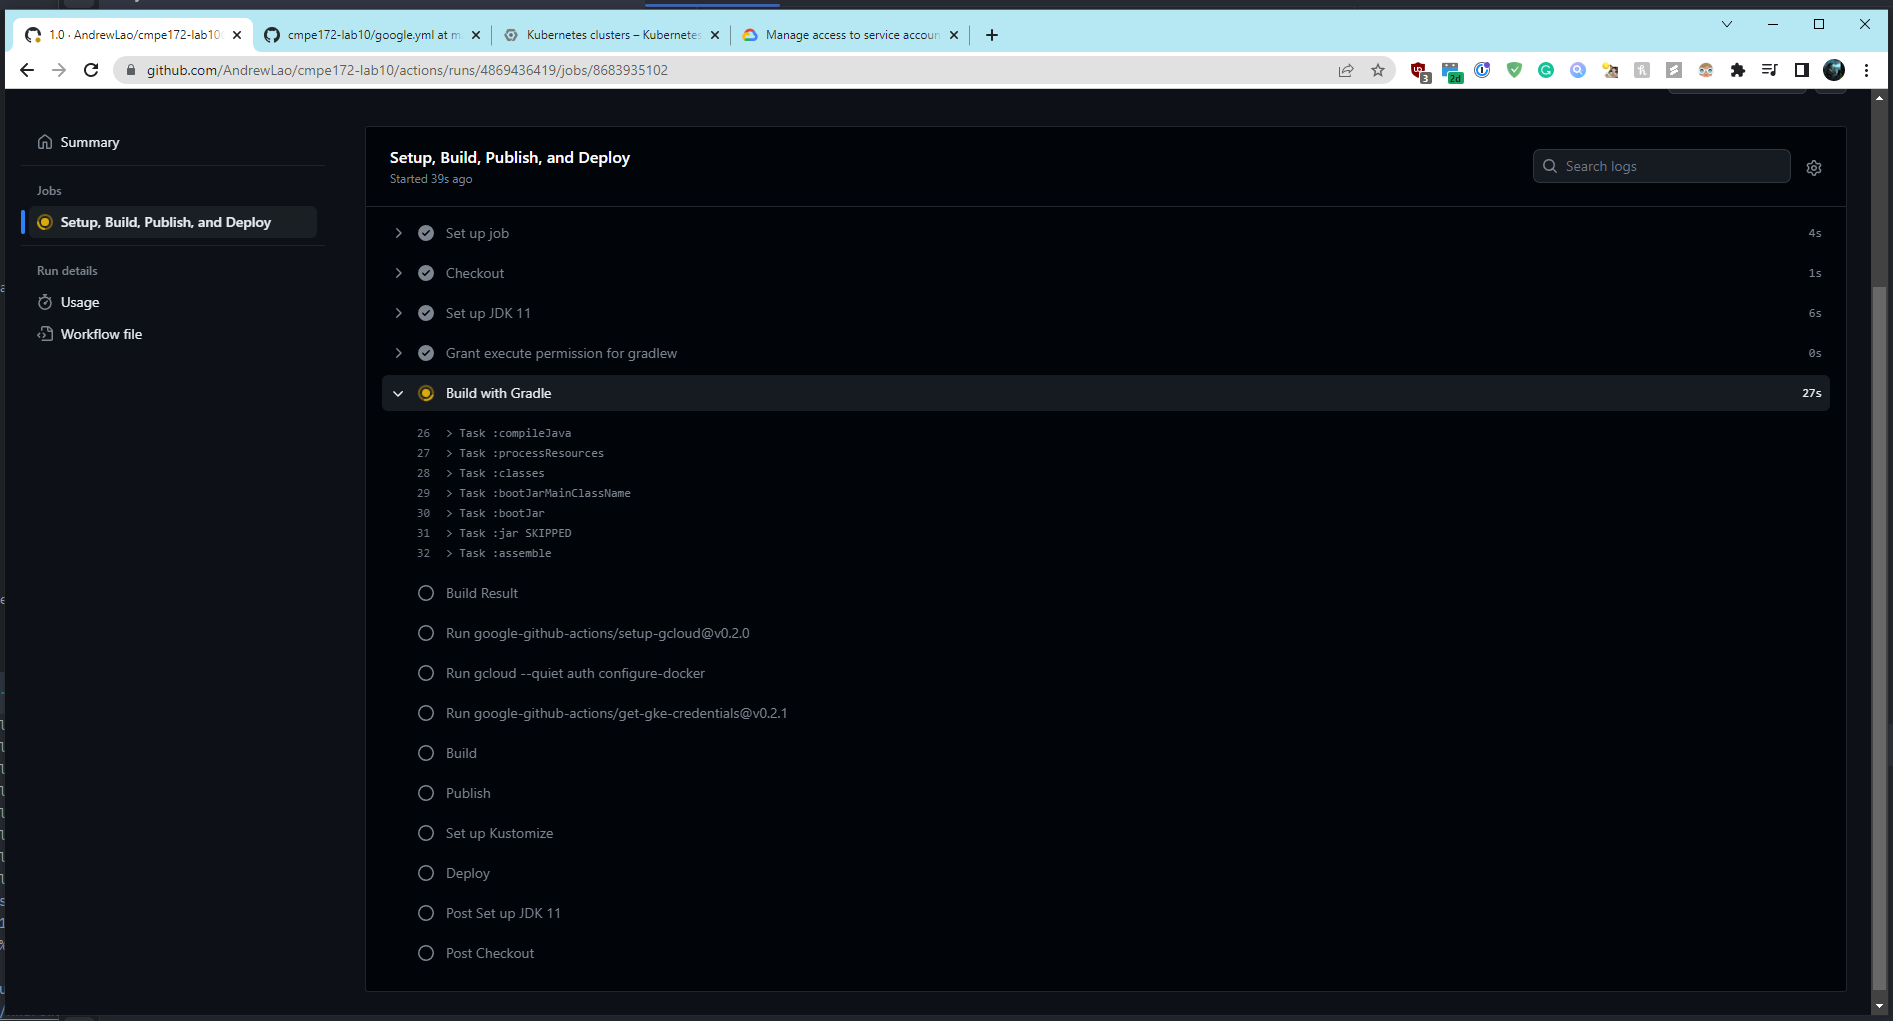 1.0 · AndrewLao/cmpe172-lab10
cmpe172-lab10/google.yml at m
Kubernetes clusters – Kubernetes
Manage access to service accoun
github.com/AndrewLao/cmpe172-lab10/actions/runs/4869436419/jobs/8683935102
3
2d
Summary
Jobs
Setup, Build, Publish, and Deploy
Run details
Usage
Workflow file
Setup, Build, Publish, and Deploy
Started 39s ago
Search logs
Set up job 4s
Checkout 1s
Set up JDK 11 6s
Grant execute permission for gradlew 0s
Build with Gradle 27s
26 > Task :compileJava
27 > Task :processResources
28 > Task :classes
29 > Task :bootJarMainClassName
30 > Task :bootJar
31 > Task :jar SKIPPED
32 > Task :assemble
Build Result
Run google-github-actions/setup-gcloud@v0.2.0
Run gcloud --quiet auth configure-docker
Run google-github-actions/get-gke-credentials@v0.2.1
Build
Publish
Set up Kustomize
Deploy
Post Set up JDK 11
Post Checkout